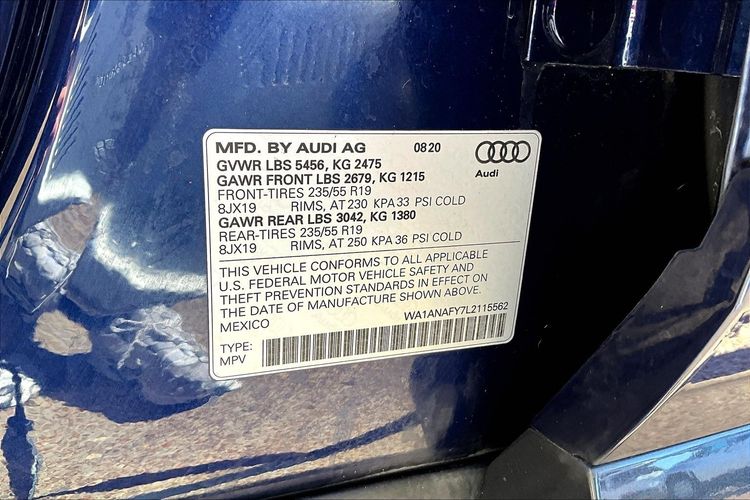 MFD. BY AUDI AG 0820
GVWR LBS 5456, KG 2475
GAWR FRONT LBS 2679, KG 1215
FRONT-TIRES 235/55 R19
8JX19 RIMS, AT 230 KPA 33 PSI COLD
GAWR REAR LBS 3042, KG 1380
REAR-TIRES 235/55 R19
8JX19 RIMS, AT 250 KPA 36 PSI COLD
Audi
THIS VEHICLE CONFORMS TO ALL APPLICABLE
U.S. FEDERAL MOTOR VEHICLE SAFETY AND
THEFT PREVENTION STANDARDS IN EFFECT ON
THE DATE OF MANUFACTURE SHOWN ABOVE.
MEXICO WA1ANAFY7L2115562
TYPE:
MPV